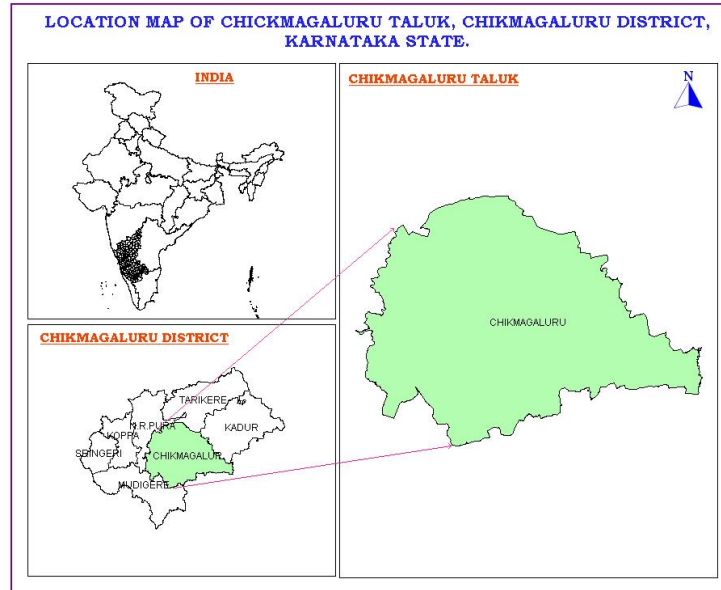 LOCATION MAP OF CHICKMAGALURU TALUK, CHIKMAGALURU DISTRICT,
KARNATAKA STATE.
INDIA
CHIKMAGALURU TALUK
N
CHIKMAGALURU
CHIKMAGALURU DISTRICT
TARIKERE
N.R.PURA
KADUR
KOPPA
SRINGERI
CHIKMAGALUR
MUDIGERE